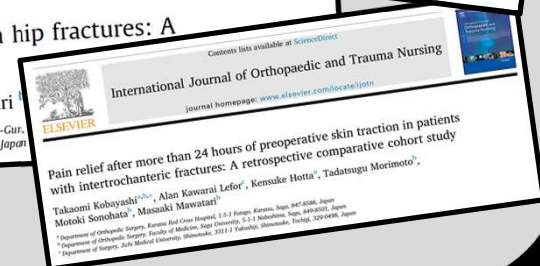 hip fractures: A
ri b
-Gur,
Japan
Contents lists available at ScienceDirect
International Journal of Orthopaedic and Trauma Nursing
journal homepage: www.elsevier.com/locate/ijotn
ELSEVIER
Pain relief after more than 24 hours of preoperative skin traction in patients
with intertrochanteric fractures: A retrospective comparative cohort study
Takaomi Kobayashi a,b,*, Alan Kawarai Lefor c, Kensuke Hotta a, Tadatsugu Morimoto b,
Motoki Sonohata b, Masaaki Mawatari b
a Department of Orthopedic Surgery, Karatsu Red Cross Hospital, 1-5-1 Futago, Karatsu, Saga, 847-8588, Japan
b Department of Orthopedic Surgery, Faculty of Medicine, Saga University, 5-1-1 Nabeshima, Saga, 849-8501, Japan
c Department of Surgery, Jichi Medical University, Shimotsuke, 3311-1 Yakushiji, Shimotsuke, Tochigi, 329-0498, Japan